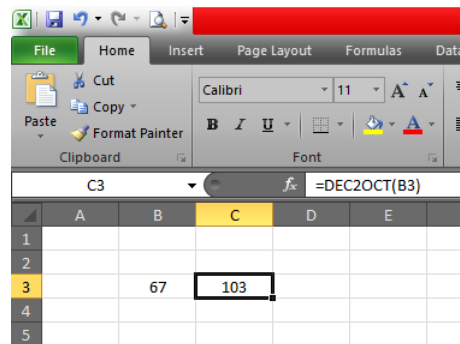 File Home Insert Page Layout Formulas Data
Cut
Copy
Format Painter
Paste
Clipboard
Calibri 11 A A
B I U A
Font
C3 fx =DEC2OCT(B3)
A B C D E
1
2
3 67 103
4
5